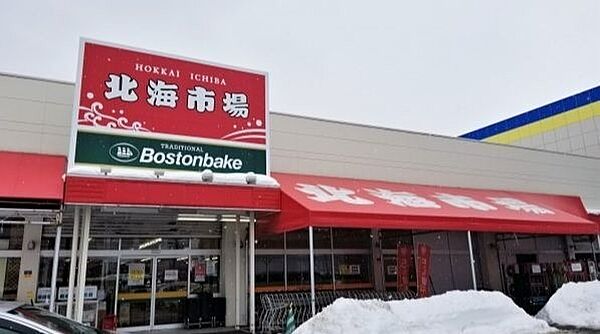 HOKKAI ICHIBA
北海市場
TRADITIONAL
Bostonbake
北海市場